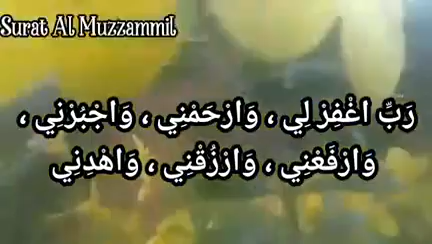 Surat Al Muzzammil
رَبِّ اغْفِرْ لِي ، وَارْحَمْنِي ، وَاجْبُرْنِي ،
وَارْفَعْنِي ، وَارْزُقْنِي ، وَاهْدِنِي